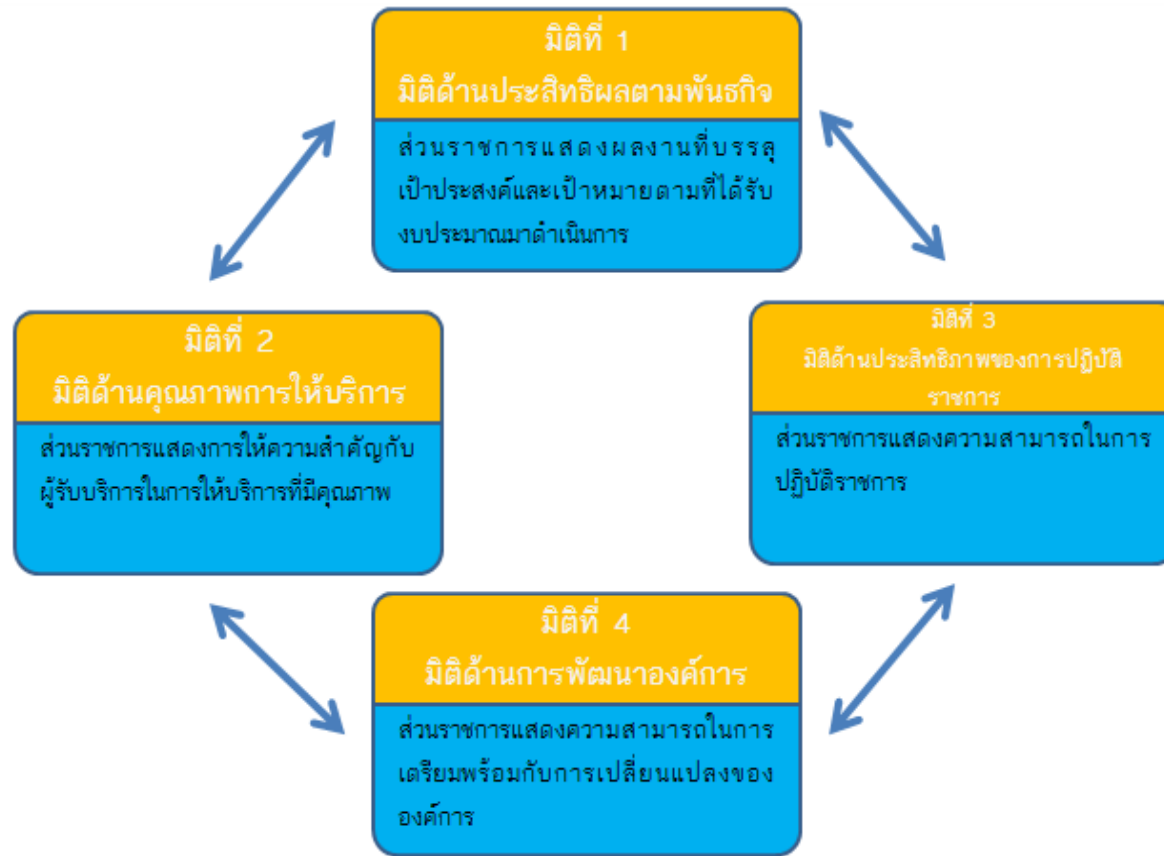 มิติที่ 1
มิติด้านประสิทธิผลตามพันธกิจ
ส่วนราชการแสดงผลงานที่บรรลุ
เป้าประสงค์และเป้าหมายตามที่ได้รับ
งบประมาณมาดำเนินการ
มิติที่ 2
มิติด้านคุณภาพการให้บริการ
ส่วนราชการแสดงการให้ความสำคัญกับ
ผู้รับบริการในการให้บริการที่มีคุณภาพ
มิติที่ 3
มิติด้านประสิทธิภาพของการปฏิบัติ
ราชการ
ส่วนราชการแสดงความสามารถในการ
ปฏิบัติราชการ
มิติที่ 4
มิติด้านการพัฒนาองค์การ
ส่วนราชการแสดงความสามารถในการ
เตรียมพร้อมกับการเปลี่ยนแปลงของ
องค์การ